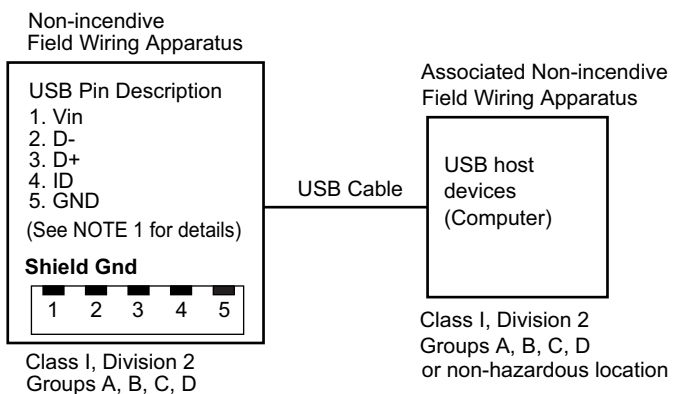 Non-incendive
Field Wiring Apparatus
USB Pin Description
1. Vin
2. D-
3. D+
4. ID
5. GND
(See NOTE 1 for details)
Shield Gnd
1 2 3 4 5
Class I, Division 2
Groups A, B, C, D
USB Cable
Associated Non-incendive
Field Wiring Apparatus
USB host
devices
(Computer)
Class I, Division 2
Groups A, B, C, D
or non-hazardous location